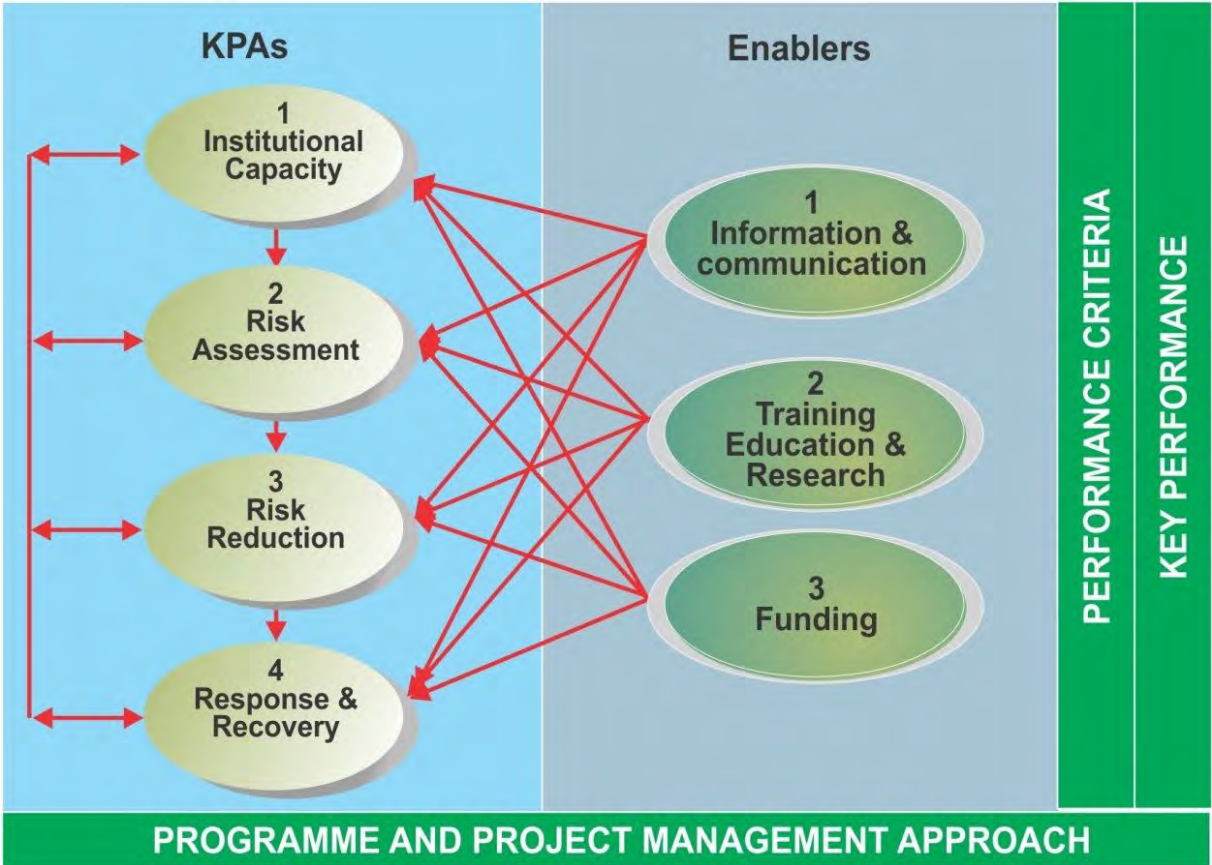 KPAs
1
Institutional
Capacity
2
Risk
Assessment
3
Risk
Reduction
4
Response &
Recovery
Enablers
1
Information &
communication
2
Training
Education &
Research
3
Funding
PERFORMANCE CRITERIA
KEY PERFORMANCE
PROGRAMME AND PROJECT MANAGEMENT APPROACH